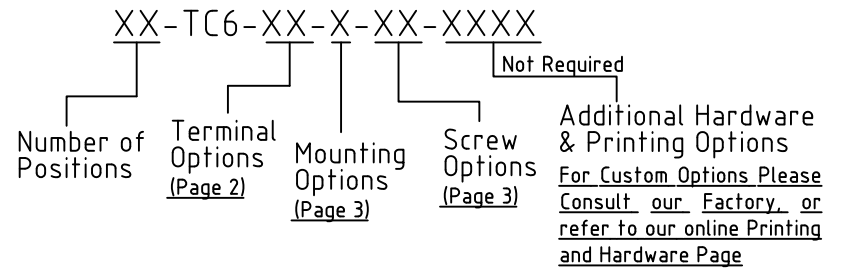 XX-TC6-XX-X-XX-XXXX
Not Required
Number of
Positions
Terminal
Options
(Page 2)
Mounting
Options
(Page 3)
Screw
Options
(Page 3)
Additional Hardware
& Printing Options
For Custom Options Please
Consult our Factory, or
refer to our online Printing
and Hardware Page